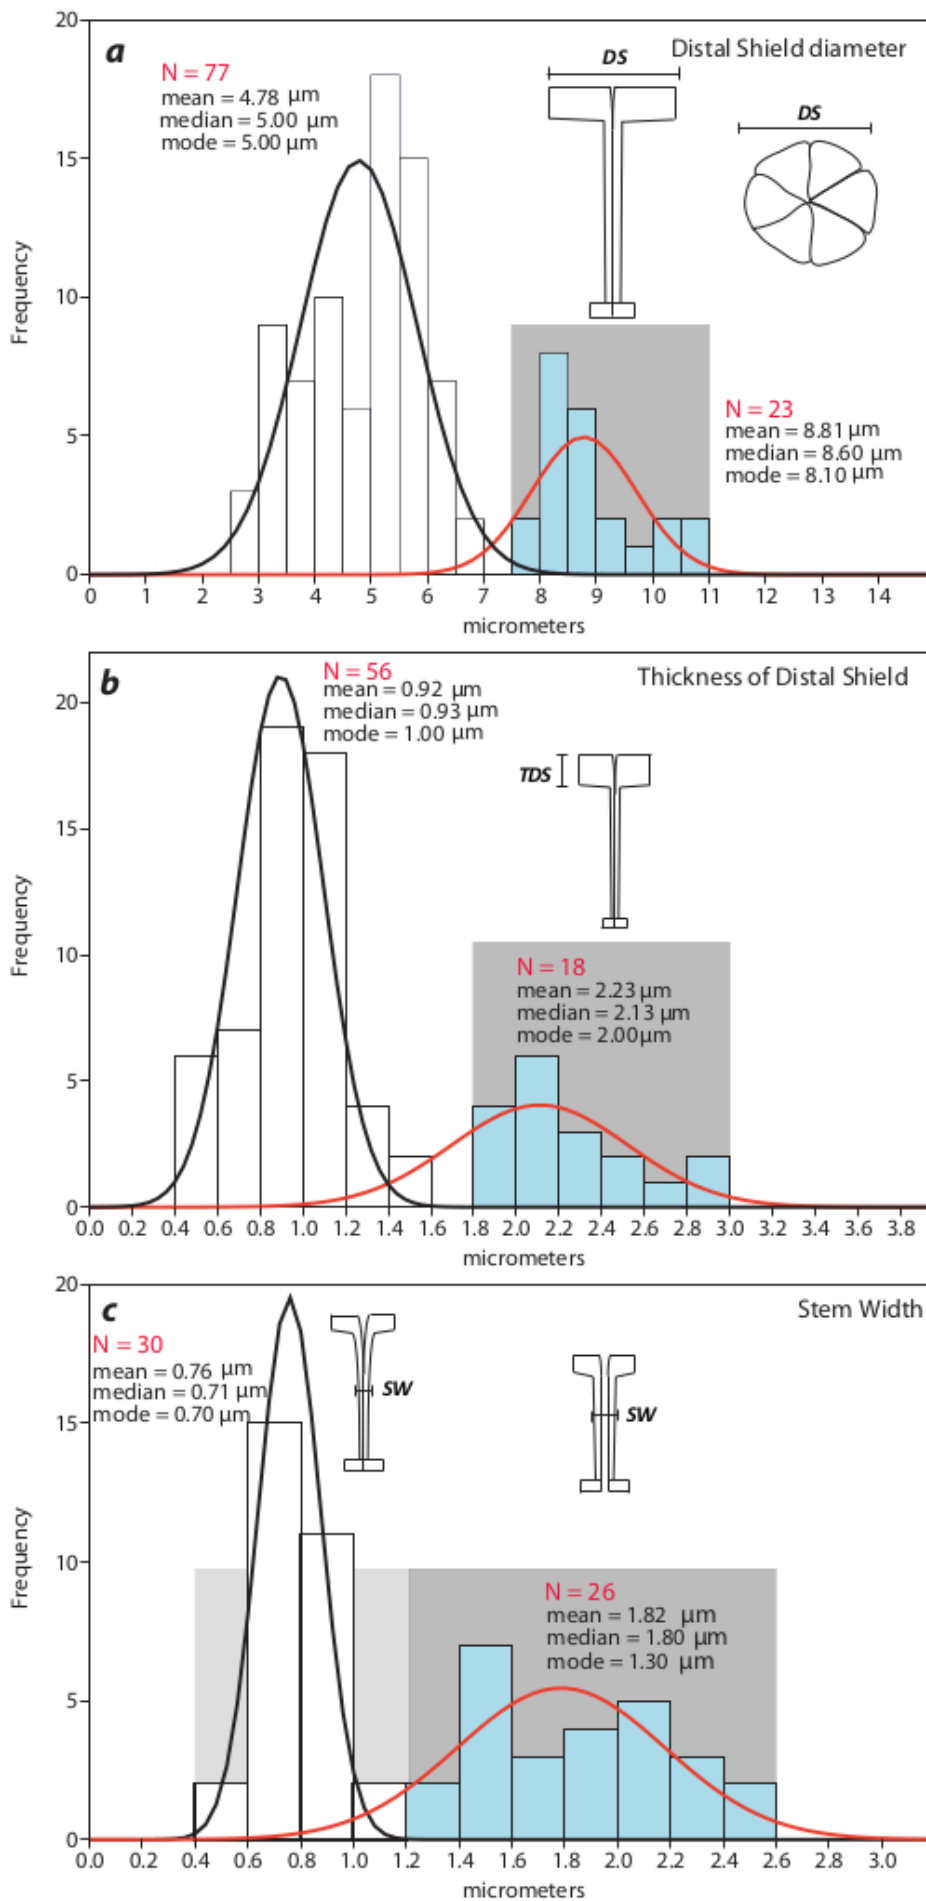 a
Distal Shield diameter
N = 77
mean = 4.78 µm
median = 5.00 µm
mode = 5.00 µm
DS
DS
N = 23
mean = 8.81 µm
median = 8.60 µm
mode = 8.10 µm
Frequency
20
15
10
5
0
0 1 2 3 4 5 6 7 8 9 10 11 12 13 14
micrometers
b
Thickness of Distal Shield
N = 56
mean = 0.92 µm
median = 0.93 µm
mode = 1.00 µm
TDS
N = 18
mean = 2.23 µm
median = 2.13 µm
mode = 2.00 µm
Frequency
20
15
10
5
0
0.0 0.2 0.4 0.6 0.8 1.0 1.2 1.4 1.6 1.8 2.0 2.2 2.4 2.6 2.8 3.0 3.2 3.4 3.6 3.8
micrometers
c
Stem Width
N = 30
mean = 0.76 µm
median = 0.71 µm
mode = 0.70 µm
SW
SW
N = 26
mean = 1.82 µm
median = 1.80 µm
mode = 1.30 µm
Frequency
20
15
10
5
0
0.0 0.2 0.4 0.6 0.8 1.0 1.2 1.4 1.6 1.8 2.0 2.2 2.4 2.6 2.8 3.0
micrometers